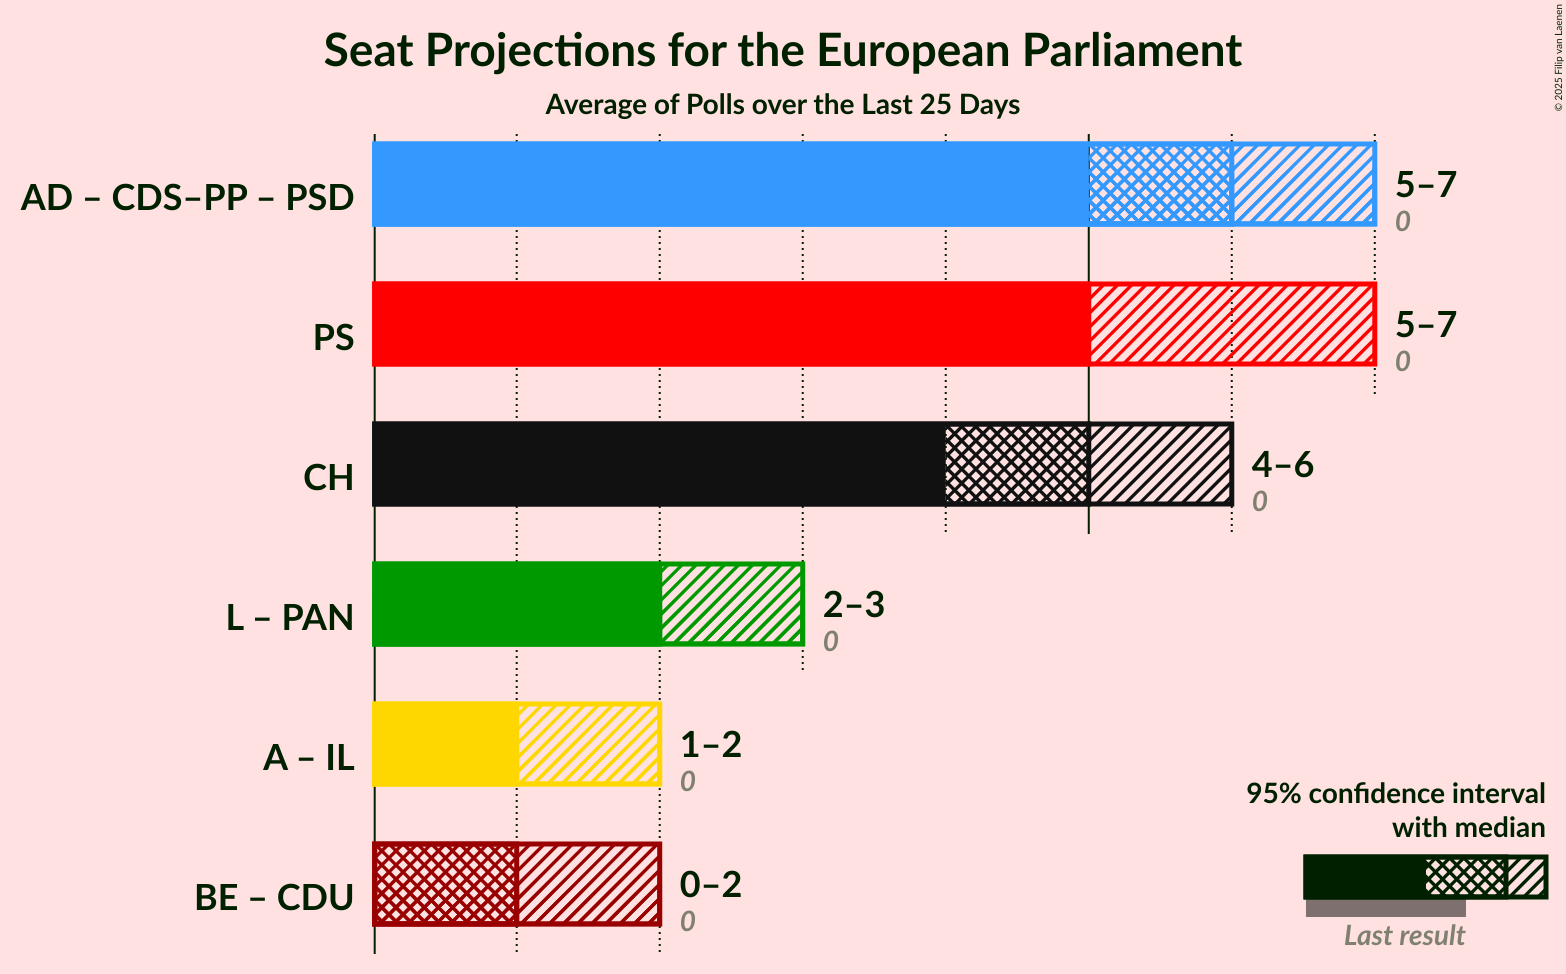 Seat Projections for the European Parliament
Average of Polls over the Last 25 Days
© 2025 Filip van Laenen
AD – CDS–PP – PSD
5–7
0
PS
5–7
0
CH
4–6
0
L – PAN
2–3
0
A – IL
1–2
0
BE – CDU
0–2
0
95% confidence interval
with median
Last result